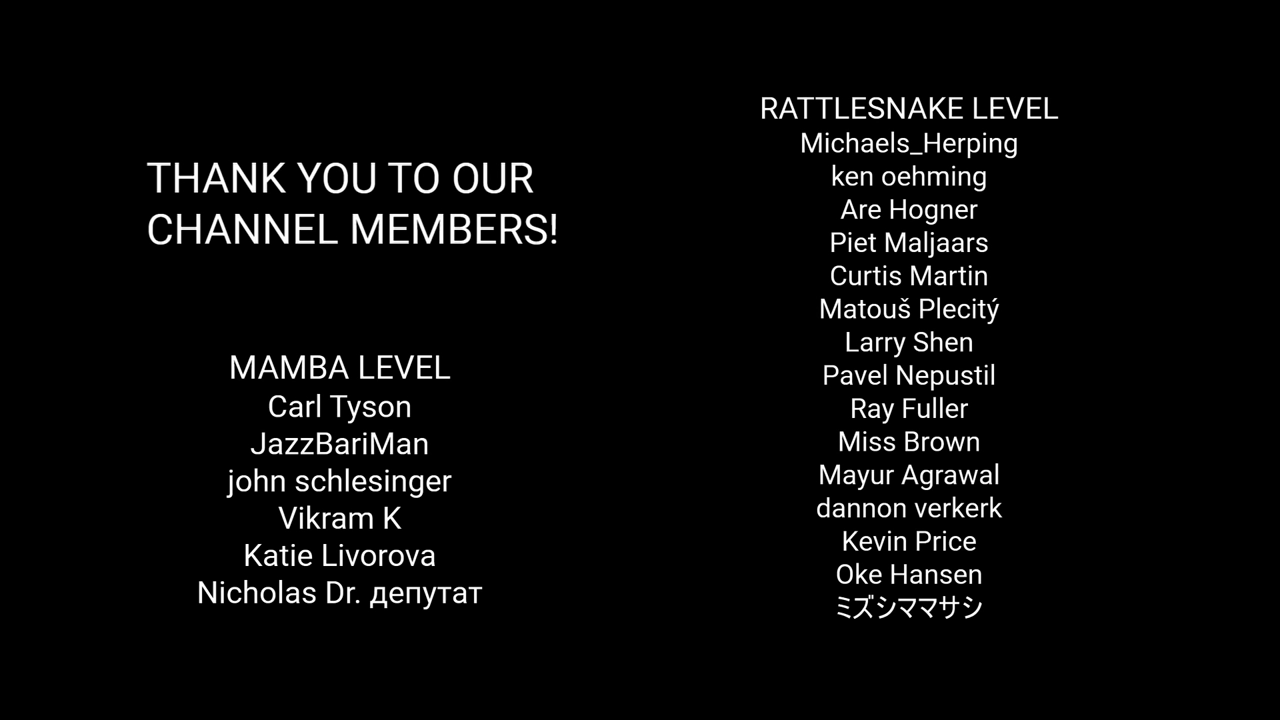 THANK YOU TO OUR
CHANNEL MEMBERS!
MAMBA LEVEL
Carl Tyson
JazzBariMan
john schlesinger
Vikram K
Katie Livorova
Nicholas Dr. депутат
RATTLESNAKE LEVEL
Michaels_Herping
ken oehming
Are Hogner
Piet Maljaars
Curtis Martin
Matouš Plecitý
Larry Shen
Pavel Nepustil
Ray Fuller
Miss Brown
Mayur Agrawal
dannon verkerk
Kevin Price
Oke Hansen
ミズシママサシ